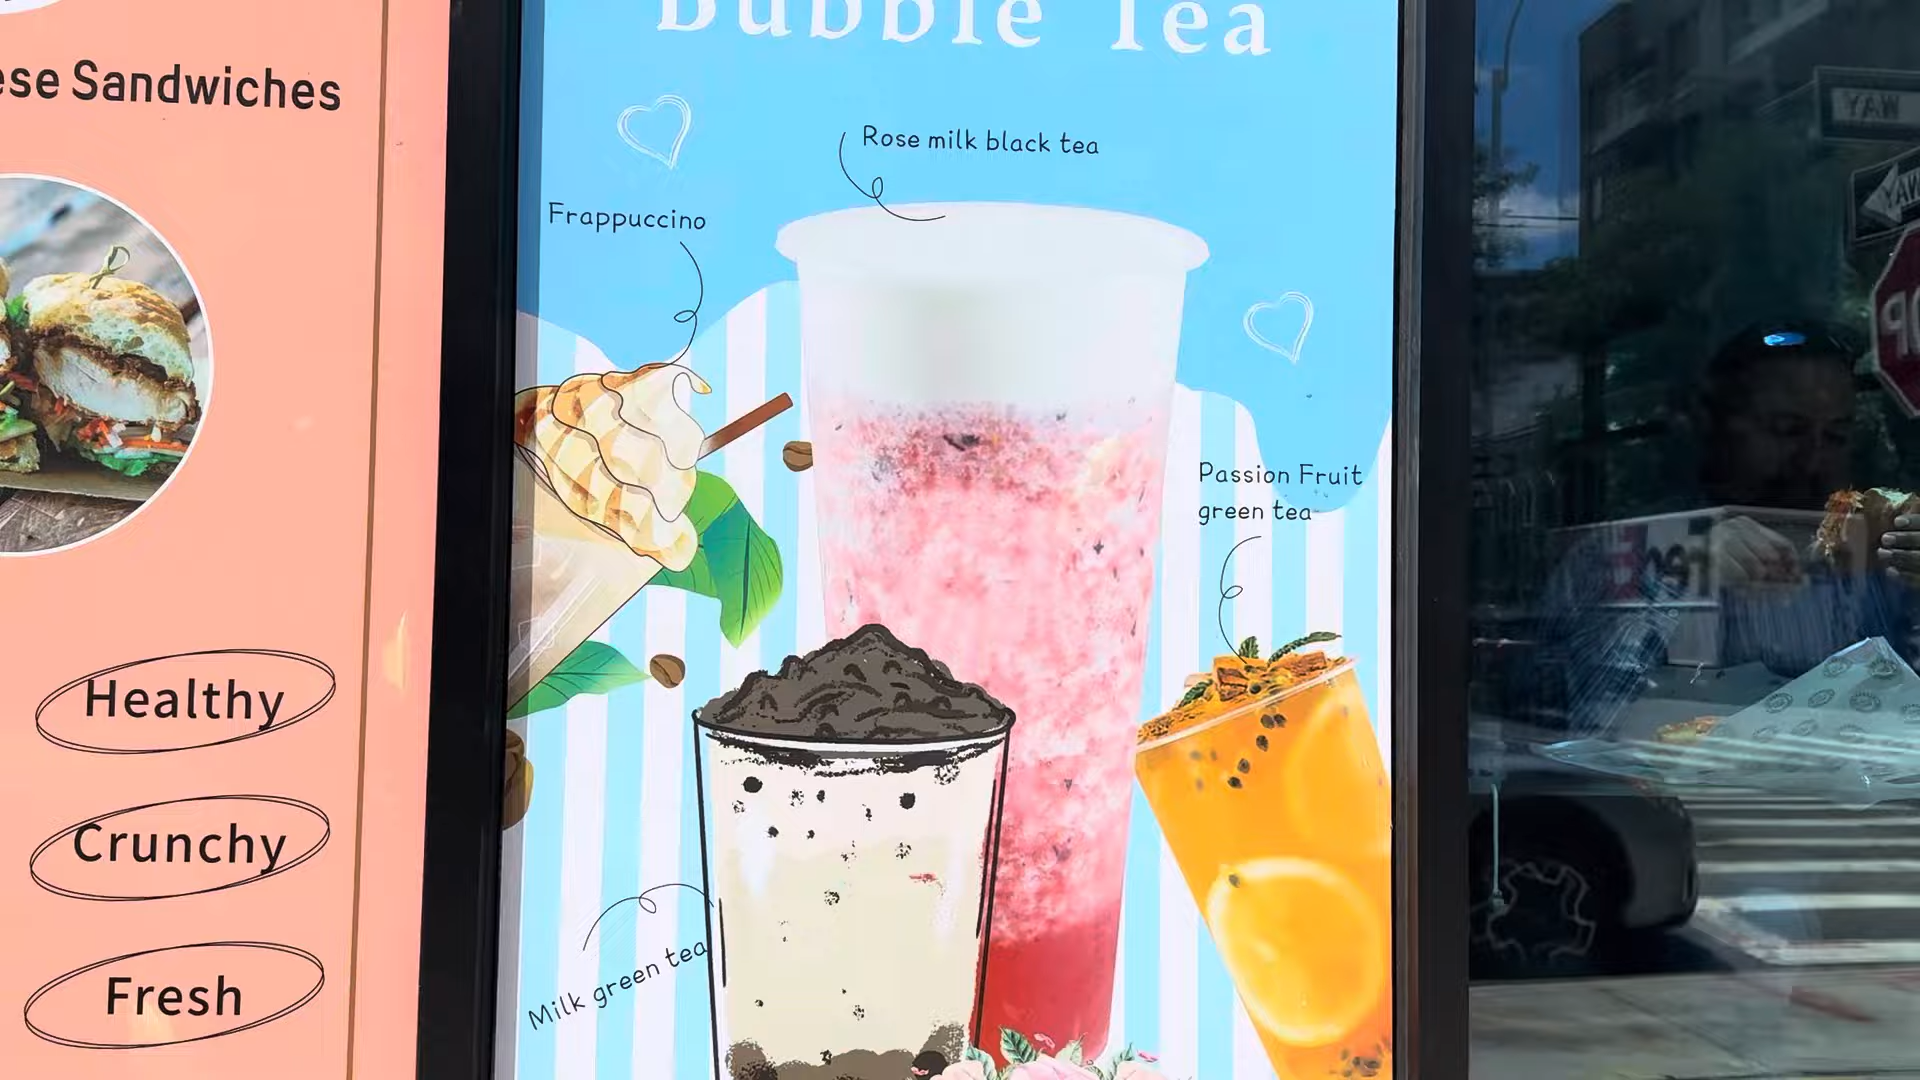 ese Sandwiches
Healthy
Crunchy
Fresh
Bubble Tea
Rose milk black tea
Frappuccino
Passion Fruit
green tea
Milk green tea
WAY